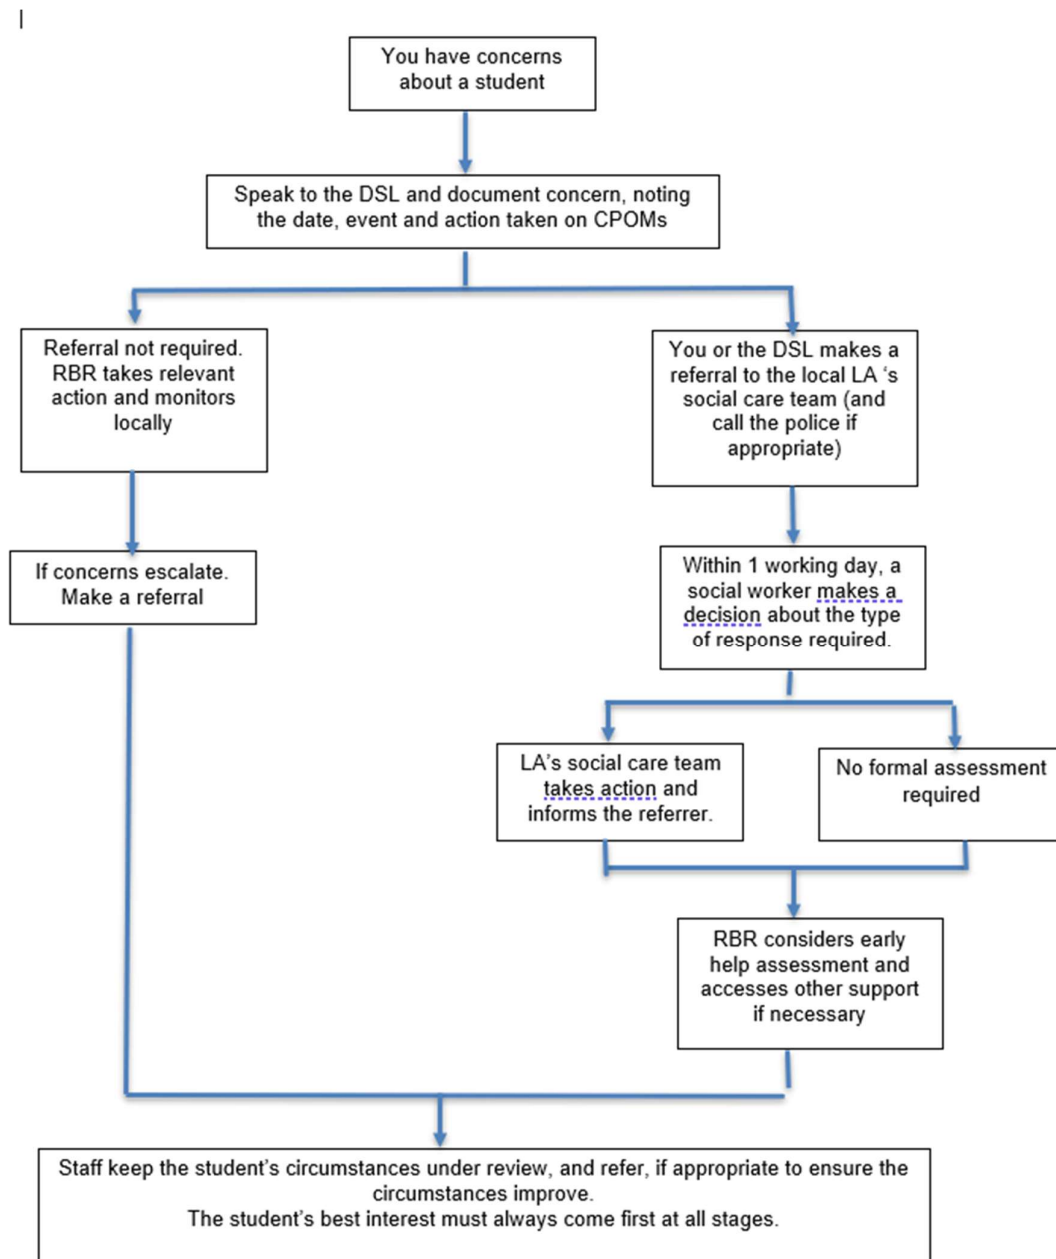 You have concerns
about a student
Speak to the DSL and document concern, noting
the date, event and action taken on CPOMs
Referral not required.
RBR takes relevant
action and monitors
locally
You or the DSL makes a
referral to the local LA ‘s
social care team (and
call the police if
appropriate)
If concerns escalate.
Make a referral
Within 1 working day, a
social worker makes a
decision about the type
of response required.
LA’s social care team
takes action and
informs the referrer.
No formal assessment
required
RBR considers early
help assessment and
accesses other support
if necessary
Staff keep the student’s circumstances under review, and refer, if appropriate to ensure the
circumstances improve.
The student’s best interest must always come first at all stages.